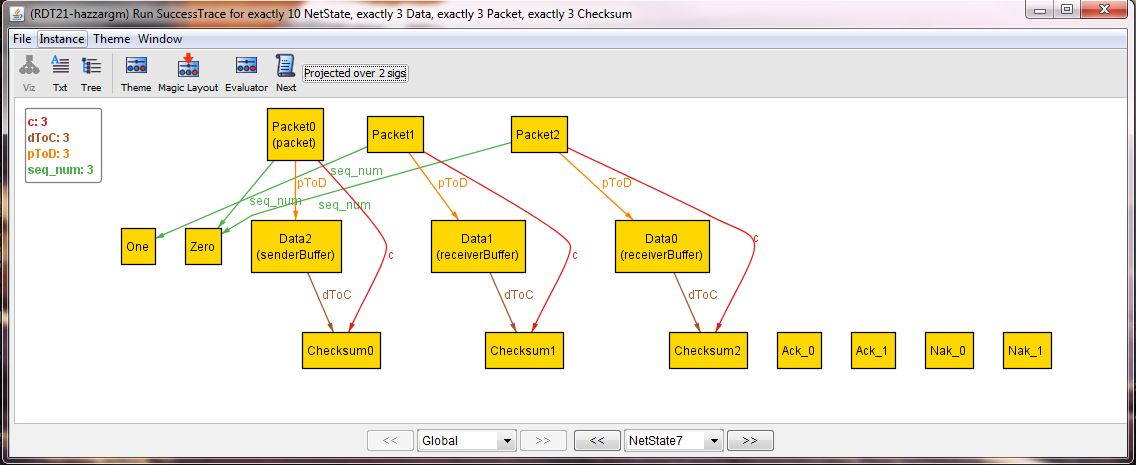 (RDT21-hazzargm) Run SuccessTrace for exactly 10 NetState, exactly 3 Data, exactly 3 Packet, exactly 3 Checksum
File Instance Theme Window
Viz Txt Tree Theme Magic Layout Evaluator Next Projected over 2 sigs
c: 3
dToC: 3
pToD: 3
seq_num: 3
Packet0
(packet)
Packet1
Packet2
seq_num
pToD
pToD
pToD
seq_num
seq_num
One
Zero
Data2
(senderBuffer)
Data1
(receiverBuffer)
Data0
(receiverBuffer)
c
c
c
dToC
dToC
dToC
Checksum0
Checksum1
Checksum2
Ack_0
Ack_1
Nak_0
Nak_1
<< Global >> << NetState7 >>